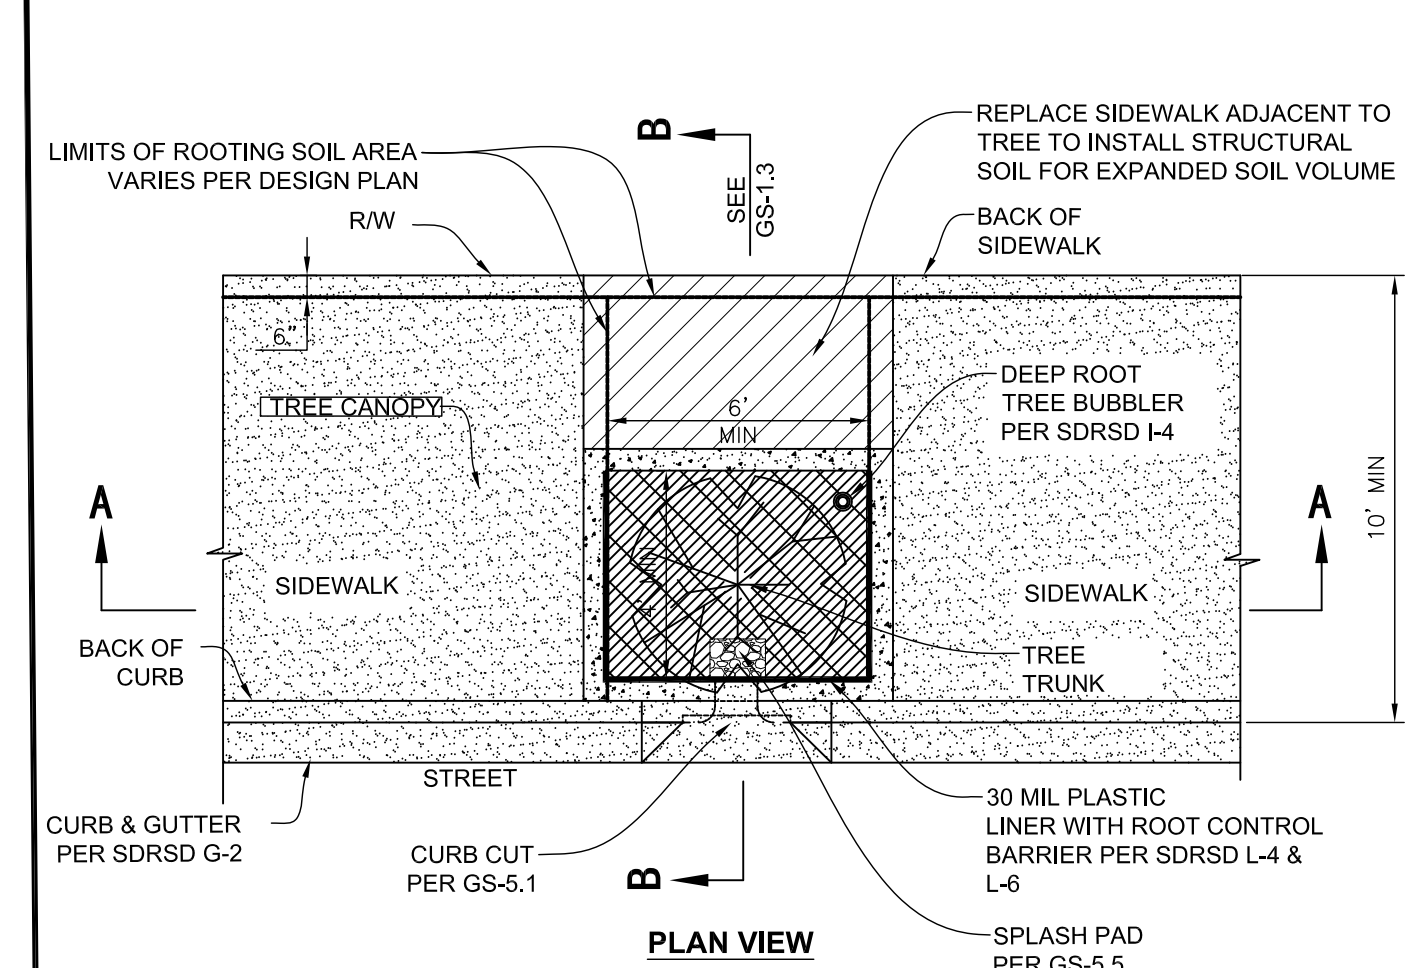 B
SEE
GS-1.3
REPLACE SIDEWALK ADJACENT TO
TREE TO INSTALL STRUCTURAL
SOIL FOR EXPANDED SOIL VOLUME
LIMITS OF ROOTING SOIL AREA
VARIES PER DESIGN PLAN
R/W
BACK OF
SIDEWALK
6"
TREE CANOPY
6'
MIN
DEEP ROOT
TREE BUBBLER
PER SDRSD I-4
10' MIN
A
A
4' MIN
SIDEWALK
SIDEWALK
BACK OF
CURB
TREE
TRUNK
STREET
CURB & GUTTER
PER SDRSD G-2
CURB CUT
PER GS-5.1
B
30 MIL PLASTIC
LINER WITH ROOT CONTROL
BARRIER PER SDRSD L-4 &
L-6
PLAN VIEW
SPLASH PAD
PER GS-5.5